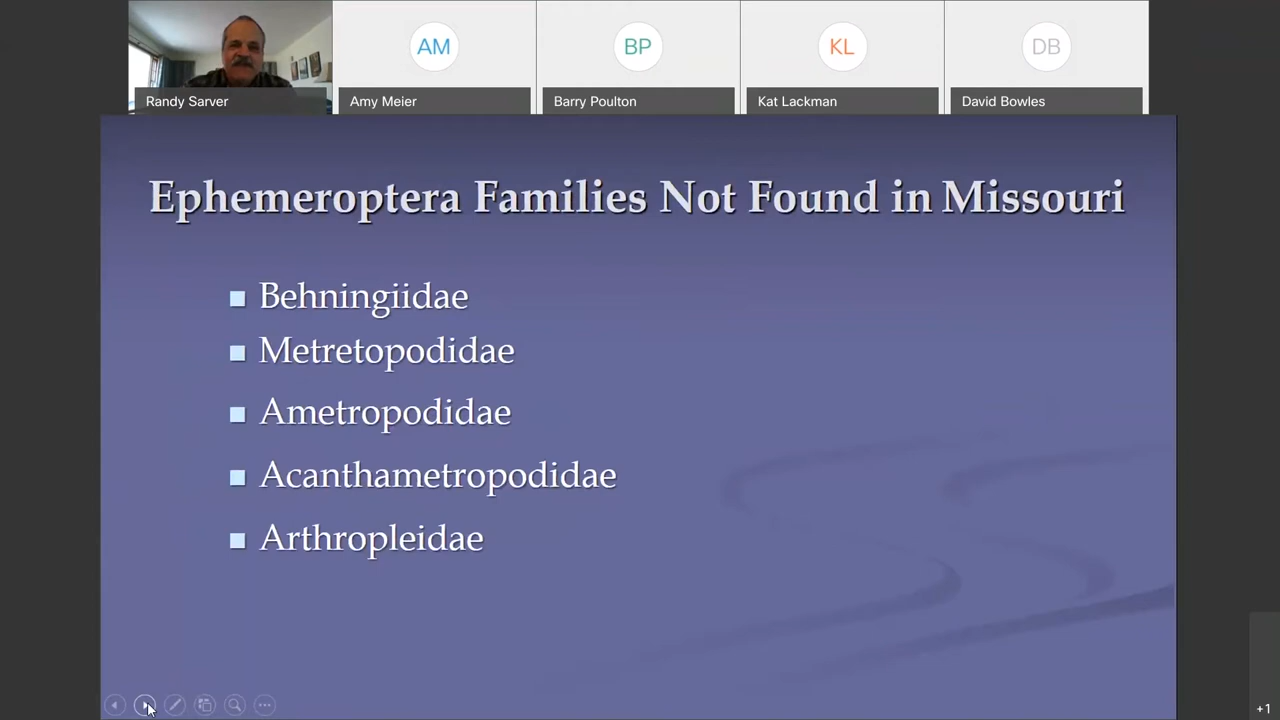 AM
BP
KL
DB
Randy Sarver
Amy Meier
Barry Poulton
Kat Lackman
David Bowles
Ephemeroptera Families Not Found in Missouri
Behningiidae
Metretopodidae
Ametropodidae
Acanthametropodidae
Arthropleidae
+1